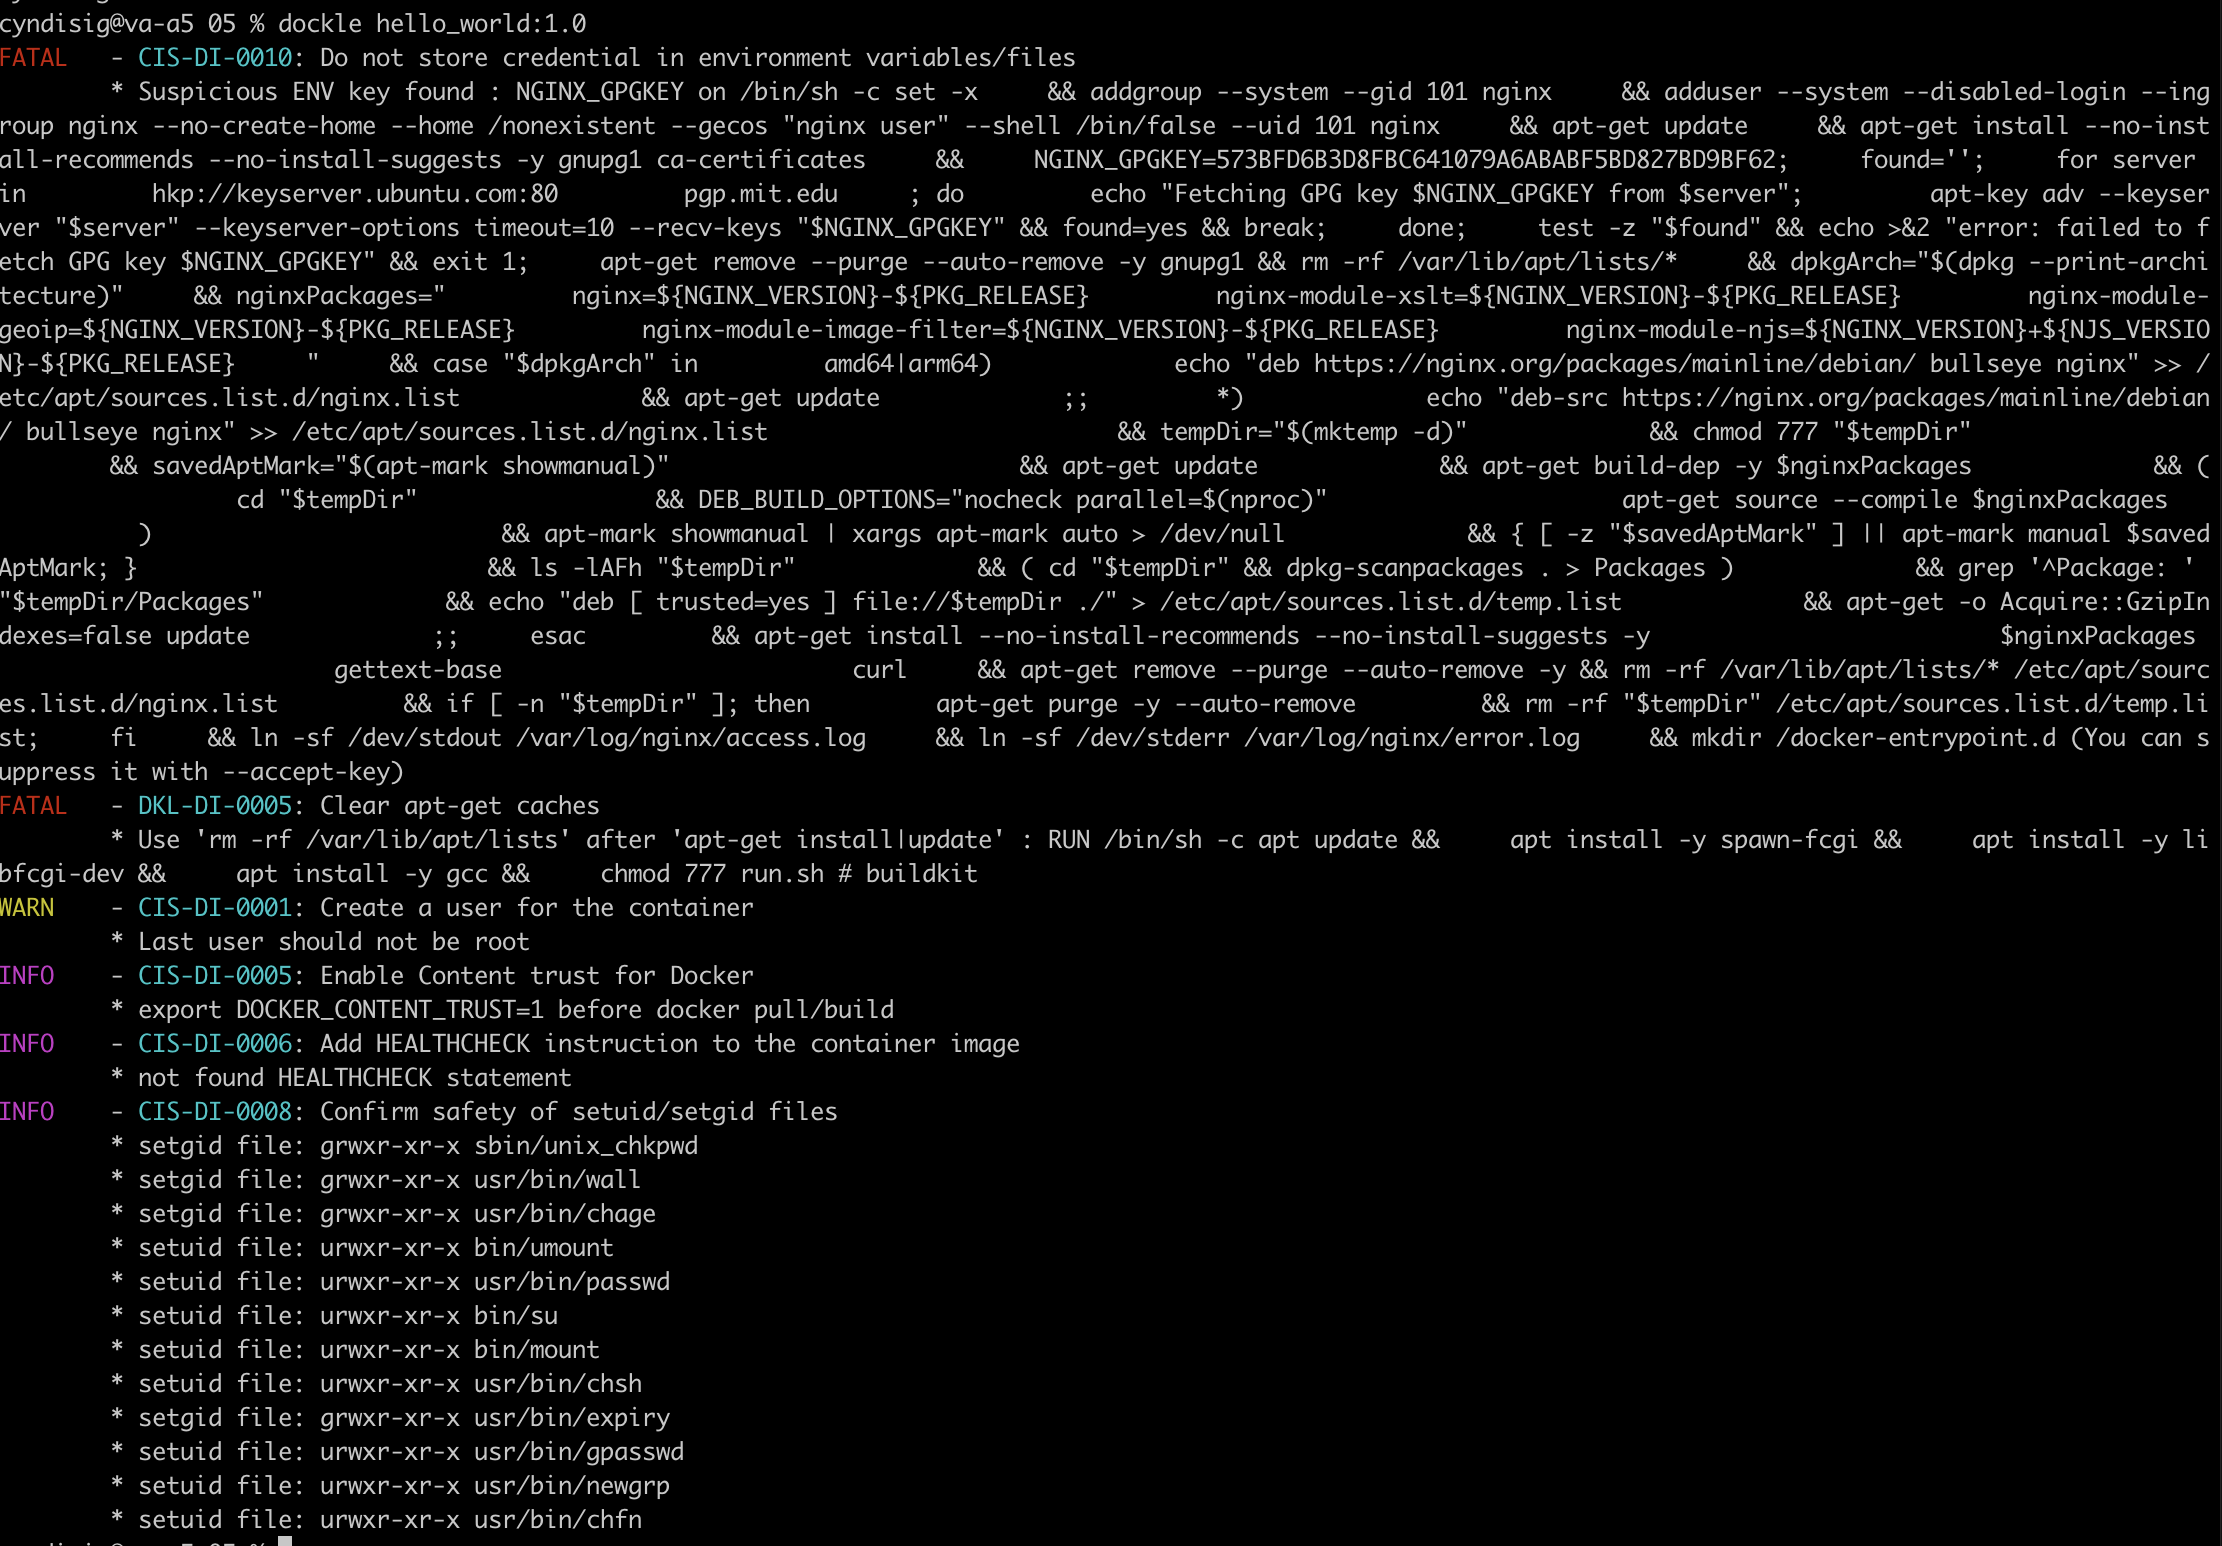 cyndisig@va-a5 05 % dockle hello_world:1.0
FATAL   - CIS-DI-0010: Do not store credential in environment variables/files
        * Suspicious ENV key found : NGINX_GPGKEY on /bin/sh -c set -x     && addgroup --system --gid 101 nginx     && adduser --system --disabled-login --ing
roup nginx --no-create-home --home /nonexistent --gecos "nginx user" --shell /bin/false --uid 101 nginx     && apt-get update     && apt-get install --no-inst
all-recommends --no-install-suggests -y gnupg1 ca-certificates     &&     NGINX_GPGKEY=573BFD6B3D8FBC641079A6ABABF5BD827BD9BF62;     found='';     for server
in         hkp://keyserver.ubuntu.com:80         pgp.mit.edu     ; do         echo "Fetching GPG key $NGINX_GPGKEY from $server";         apt-key adv --keyser
ver "$server" --keyserver-options timeout=10 --recv-keys "$NGINX_GPGKEY" && found=yes && break;     done;     test -z "$found" && echo >&2 "error: failed to f
etch GPG key $NGINX_GPGKEY" && exit 1;     apt-get remove --purge --auto-remove -y gnupg1 && rm -rf /var/lib/apt/lists/*     && dpkgArch="$(dpkg --print-archi
tecture)"     && nginxPackages="         nginx=${NGINX_VERSION}-${PKG_RELEASE}         nginx-module-xslt=${NGINX_VERSION}-${PKG_RELEASE}         nginx-module-
geoip=${NGINX_VERSION}-${PKG_RELEASE}         nginx-module-image-filter=${NGINX_VERSION}-${PKG_RELEASE}         nginx-module-njs=${NGINX_VERSION}+${NJS_VERSIO
N}-${PKG_RELEASE}     "     && case "$dpkgArch" in         amd64|arm64)             echo "deb https://nginx.org/packages/mainline/debian/ bullseye nginx" >> /
etc/apt/sources.list.d/nginx.list             && apt-get update             ;;         *)             echo "deb-src https://nginx.org/packages/mainline/debian
/ bullseye nginx" >> /etc/apt/sources.list.d/nginx.list                         && tempDir="$(mktemp -d)"             && chmod 777 "$tempDir"
        && savedAptMark="$(apt-mark showmanual)"                         && apt-get update             && apt-get build-dep -y $nginxPackages             && (
                 cd "$tempDir"                 && DEB_BUILD_OPTIONS="nocheck parallel=$(nproc)"                     apt-get source --compile $nginxPackages
          )                         && apt-mark showmanual | xargs apt-mark auto > /dev/null             && { [ -z "$savedAptMark" ] || apt-mark manual $saved
AptMark; }                         && ls -lAFh "$tempDir"             && ( cd "$tempDir" && dpkg-scanpackages . > Packages )             && grep '^Package: '
"$tempDir/Packages"             && echo "deb [ trusted=yes ] file://$tempDir ./" > /etc/apt/sources.list.d/temp.list             && apt-get -o Acquire::GzipIn
dexes=false update             ;;     esac         && apt-get install --no-install-recommends --no-install-suggests -y                         $nginxPackages
                        gettext-base                         curl     && apt-get remove --purge --auto-remove -y && rm -rf /var/lib/apt/lists/* /etc/apt/sourc
es.list.d/nginx.list         && if [ -n "$tempDir" ]; then         apt-get purge -y --auto-remove         && rm -rf "$tempDir" /etc/apt/sources.list.d/temp.li
st;     fi     && ln -sf /dev/stdout /var/log/nginx/access.log     && ln -sf /dev/stderr /var/log/nginx/error.log     && mkdir /docker-entrypoint.d (You can s
uppress it with --accept-key)
FATAL   - DKL-DI-0005: Clear apt-get caches
        * Use 'rm -rf /var/lib/apt/lists' after 'apt-get install|update' : RUN /bin/sh -c apt update &&     apt install -y spawn-fcgi &&     apt install -y li
bfcgi-dev &&     apt install -y gcc &&     chmod 777 run.sh # buildkit
WARN    - CIS-DI-0001: Create a user for the container
        * Last user should not be root
INFO    - CIS-DI-0005: Enable Content trust for Docker
        * export DOCKER_CONTENT_TRUST=1 before docker pull/build
INFO    - CIS-DI-0006: Add HEALTHCHECK instruction to the container image
        * not found HEALTHCHECK statement
INFO    - CIS-DI-0008: Confirm safety of setuid/setgid files
        * setgid file: grwxr-xr-x sbin/unix_chkpwd
        * setgid file: grwxr-xr-x usr/bin/wall
        * setgid file: grwxr-xr-x usr/bin/chage
        * setuid file: urwxr-xr-x bin/umount
        * setuid file: urwxr-xr-x usr/bin/passwd
        * setuid file: urwxr-xr-x bin/su
        * setuid file: urwxr-xr-x bin/mount
        * setuid file: urwxr-xr-x usr/bin/chsh
        * setgid file: grwxr-xr-x usr/bin/expiry
        * setuid file: urwxr-xr-x usr/bin/gpasswd
        * setuid file: urwxr-xr-x usr/bin/newgrp
        * setuid file: urwxr-xr-x usr/bin/chfn